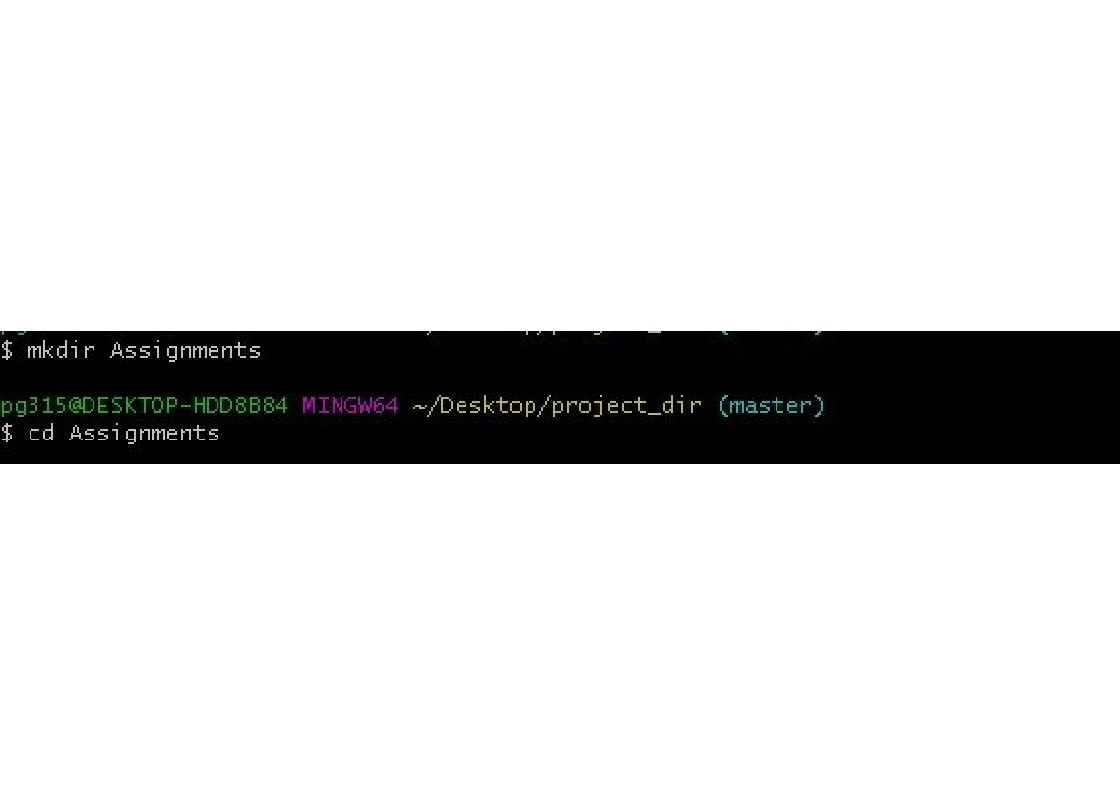 $ mkdir Assignments
pg315@DESKTOP-HDD8B84 MINGW64 ~/Desktop/project_dir (master)
$ cd Assignments